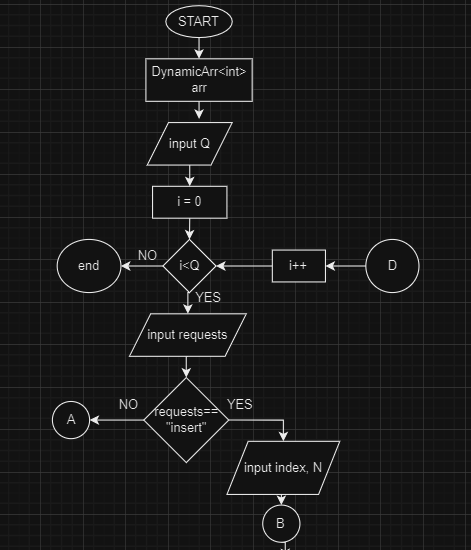 START
DynamicArr<int>
arr
input Q
i = 0
end
NO
i<Q
i++
D
YES
input requests
A
NO
requests==
"insert"
YES
input index, N
B